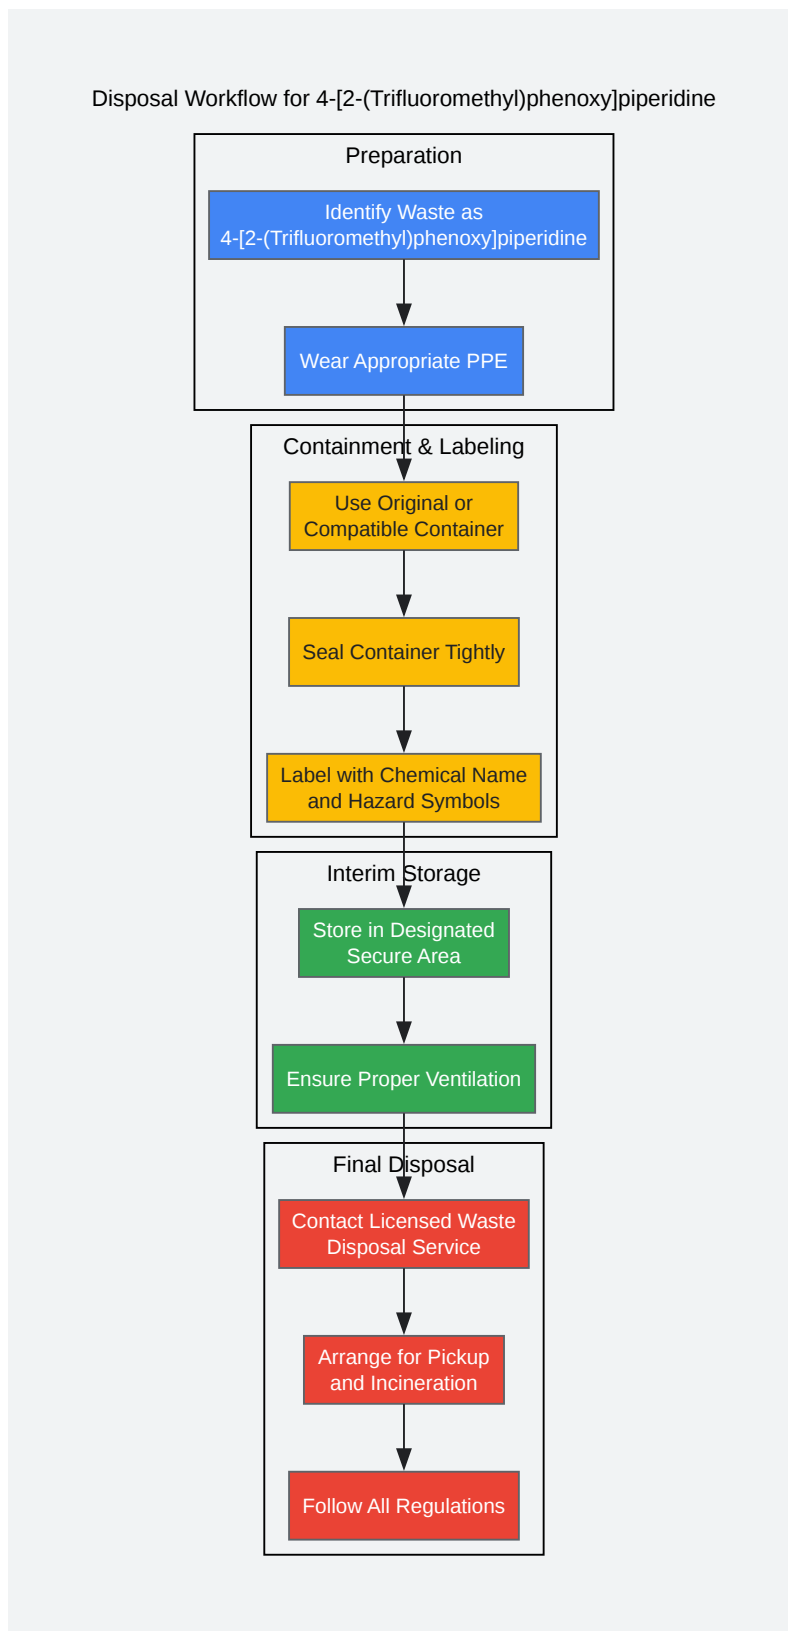 Disposal Workflow for 4-[2-(Trifluoromethyl)phenoxy]piperidine
Preparation
Identify Waste as
4-[2-(Trifluoromethyl)phenoxy]piperidine
Wear Appropriate PPE
Containment & Labeling
Use Original or
Compatible Container
Seal Container Tightly
Label with Chemical Name
and Hazard Symbols
Interim Storage
Store in Designated
Secure Area
Ensure Proper Ventilation
Final Disposal
Contact Licensed Waste
Disposal Service
Arrange for Pickup
and Incineration
Follow All Regulations